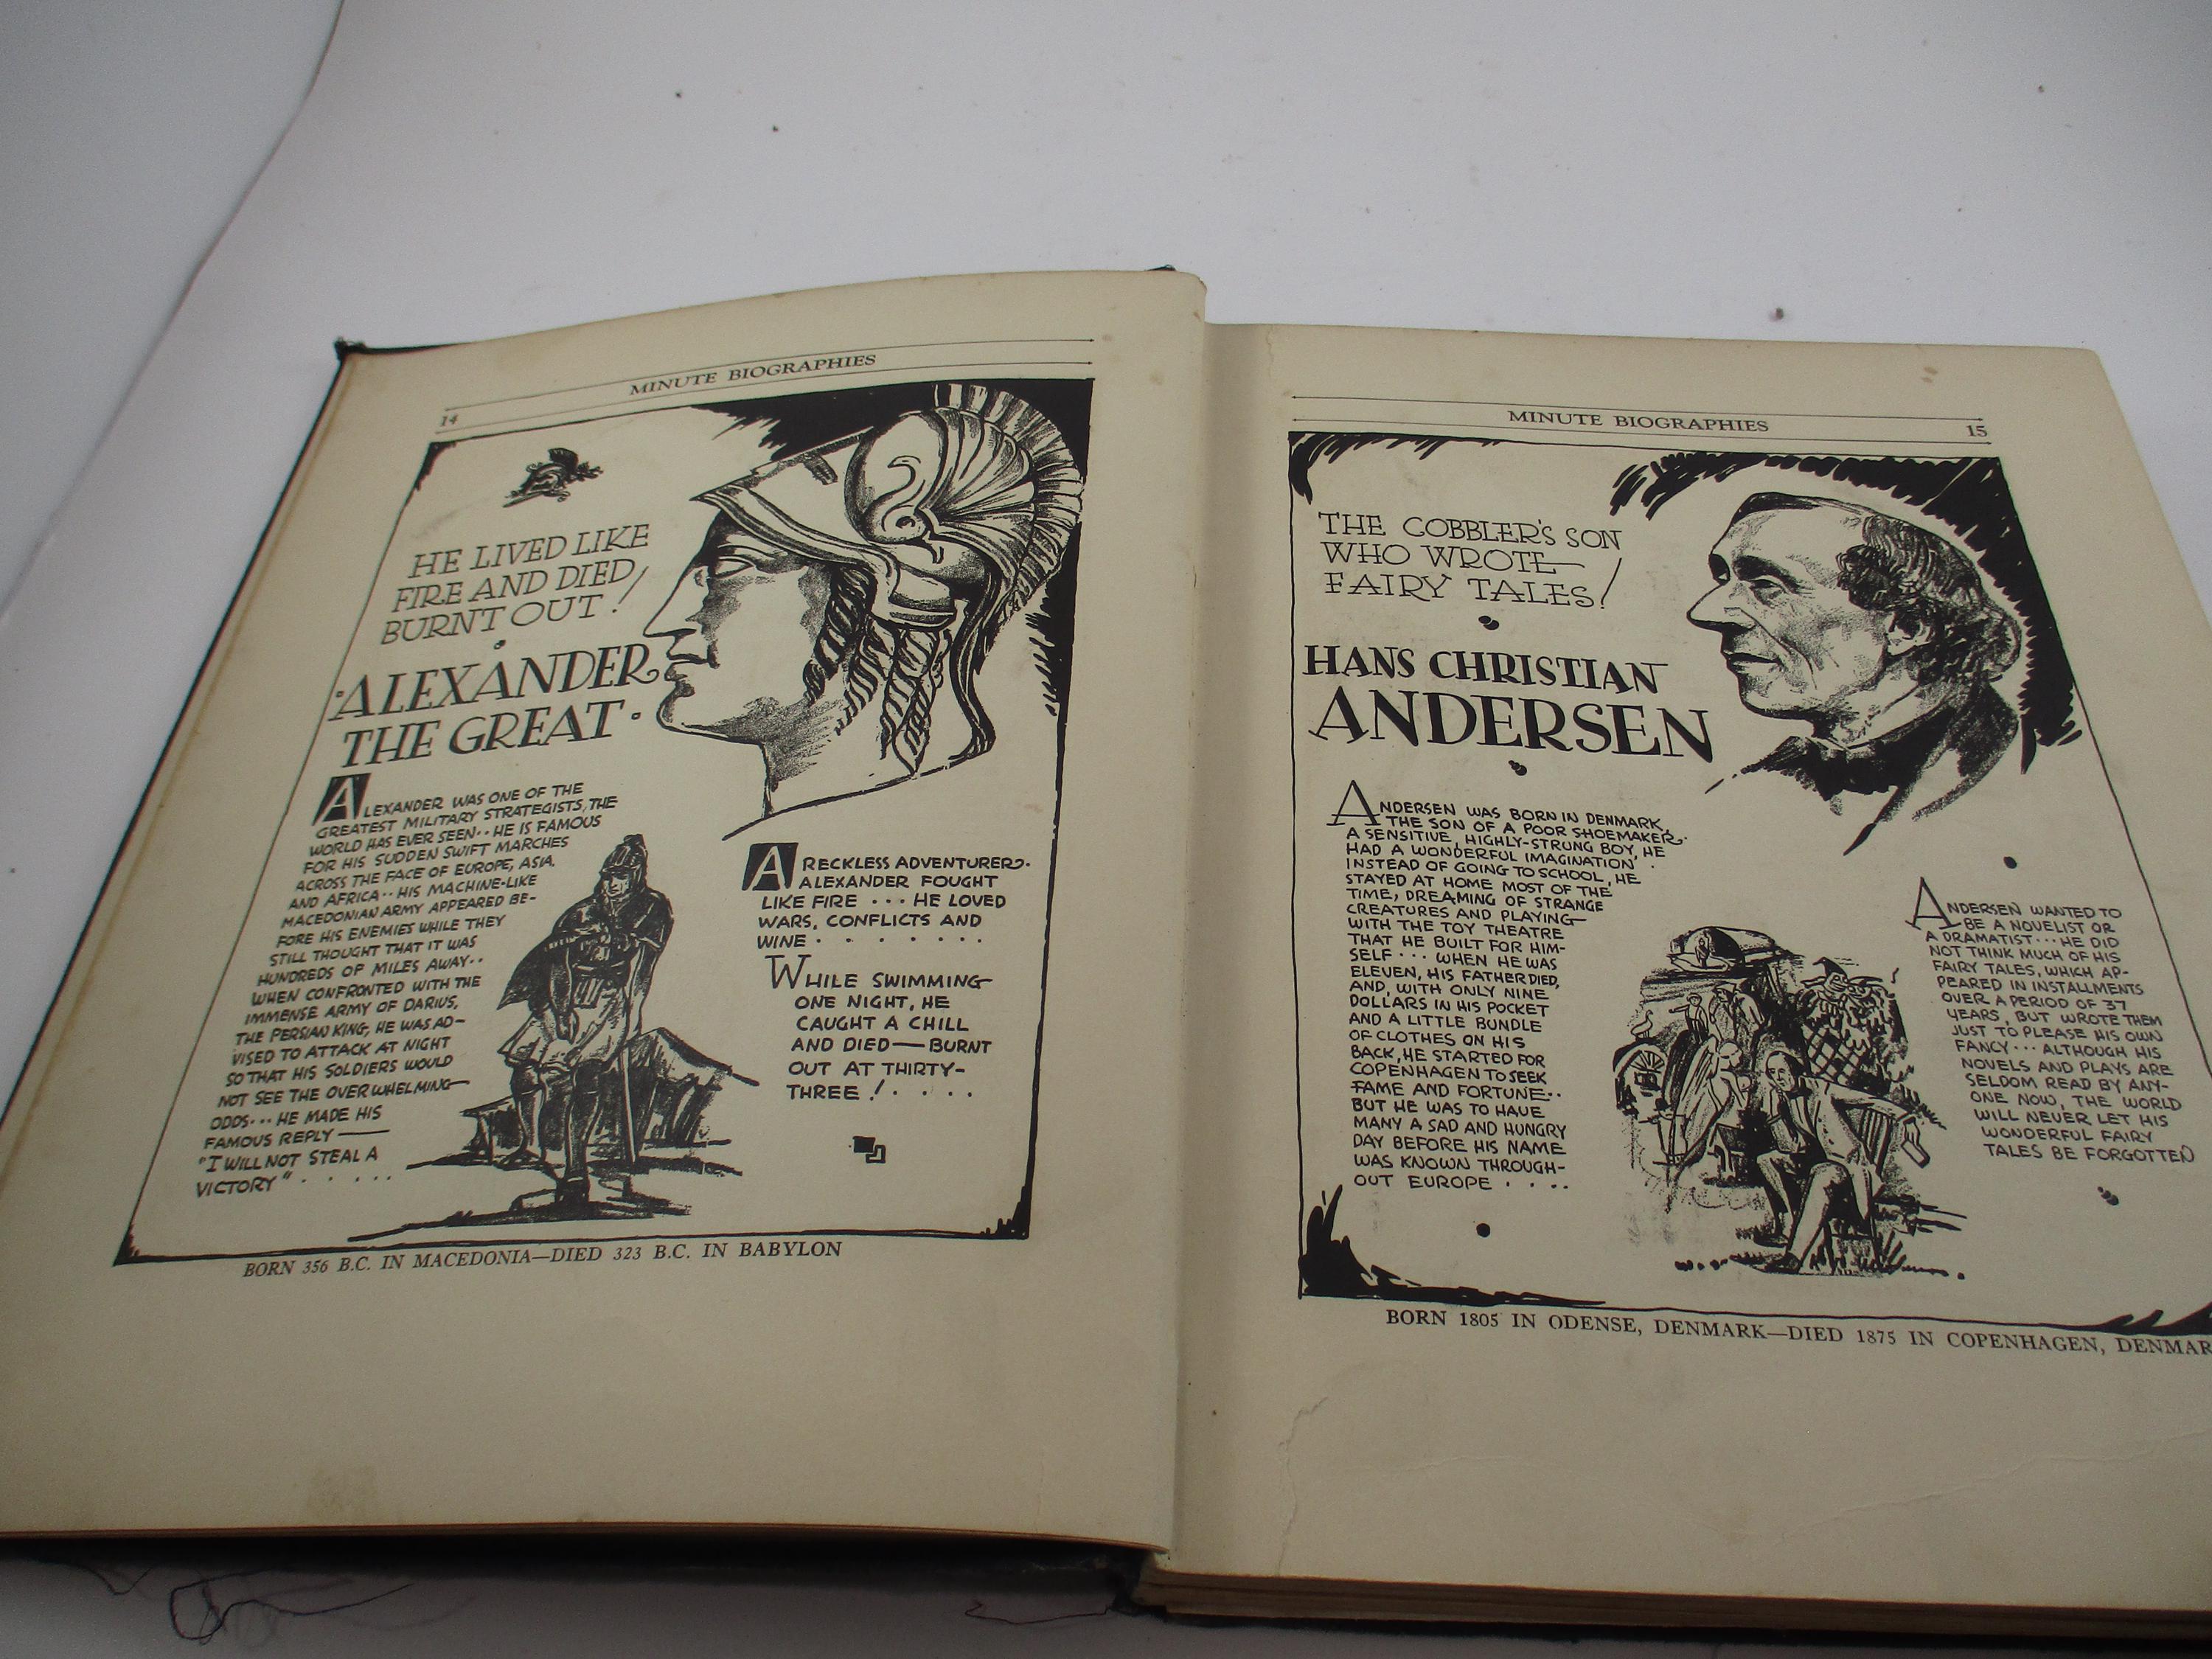 14
MINUTE BIOGRAPHIES
HE LIVED LIKE
FIRE AND DIED,
BURNT OUT!
·ALEXANDER
THE GREAT·
ALEXANDER WAS ONE OF THE
GREATEST MILITARY STRATEGISTS, THE
WORLD HAS EVER SEEN·· HE IS FAMOUS
FOR HIS SUDDEN SWIFT MARCHES
ACROSS THE FACE OF EUROPE, ASIA,
AND AFRICA·· HIS MACHINE-LIKE
MACEDONIAN ARMY APPEARED BE-
FORE HIS ENEMIES WHILE THEY
STILL THOUGHT THAT IT WAS
HUNDREDS OF MILES AWAY··
WHEN CONFRONTED WITH THE
IMMENSE ARMY OF DARIUS,
THE PERSIAN KING, HE WAS AD-
VISED TO ATTACK AT NIGHT
SO THAT HIS SOLDIERS WOULD
NOT SEE THE OVERWHELMING
ODDS··· HE MADE HIS
FAMOUS REPLY —
"I WILL NOT STEAL A
VICTORY" · · · · ·
A RECKLESS ADVENTURER·
ALEXANDER FOUGHT
LIKE FIRE ··· HE LOVED
WARS, CONFLICTS AND
WINE · · · · · · ·
WHILE SWIMMING
ONE NIGHT, HE
CAUGHT A CHILL
AND DIED — BURNT
OUT AT THIRTY-
THREE! · · · ·
BORN 356 B.C. IN MACEDONIA—DIED 323 B.C. IN BABYLON
MINUTE BIOGRAPHIES
15
THE COBBLER'S SON
WHO WROTE
FAIRY TALES!
HANS CHRISTIAN
ANDERSEN
ANDERSEN WAS BORN IN DENMARK,
THE SON OF A POOR SHOEMAKER·
A SENSITIVE, HIGHLY-STRUNG BOY, HE
HAD A WONDERFUL IMAGINATION··
INSTEAD OF GOING TO SCHOOL, HE
STAYED AT HOME MOST OF THE
TIME, DREAMING OF STRANGE
CREATURES AND PLAYING
WITH THE TOY THEATRE
THAT HE BUILT FOR HIM-
SELF ··· WHEN HE WAS
ELEVEN, HIS FATHER DIED,
AND, WITH ONLY NINE
DOLLARS IN HIS POCKET
AND A LITTLE BUNDLE
OF CLOTHES ON HIS
BACK, HE STARTED FOR
COPENHAGEN TO SEEK
FAME AND FORTUNE··
BUT HE WAS TO HAVE
MANY A SAD AND HUNGRY
DAY BEFORE HIS NAME
WAS KNOWN THROUGH-
OUT EUROPE · · · ·
ANDERSEN WANTED TO
BE A NOVELIST OR
A DRAMATIST··· HE DID
NOT THINK MUCH OF HIS
FAIRY TALES, WHICH AP-
PEARED IN INSTALLMENTS
OVER A PERIOD OF 37
YEARS, BUT WROTE THEM
JUST TO PLEASE HIS OWN
FANCY··· ALTHOUGH HIS
NOVELS AND PLAYS ARE
SELDOM READ BY ANY-
ONE NOW, THE WORLD
WILL NEVER LET HIS
WONDERFUL FAIRY
TALES BE FORGOTTEN
BORN 1805 IN ODENSE, DENMARK—DIED 1875 IN COPENHAGEN, DENMAR